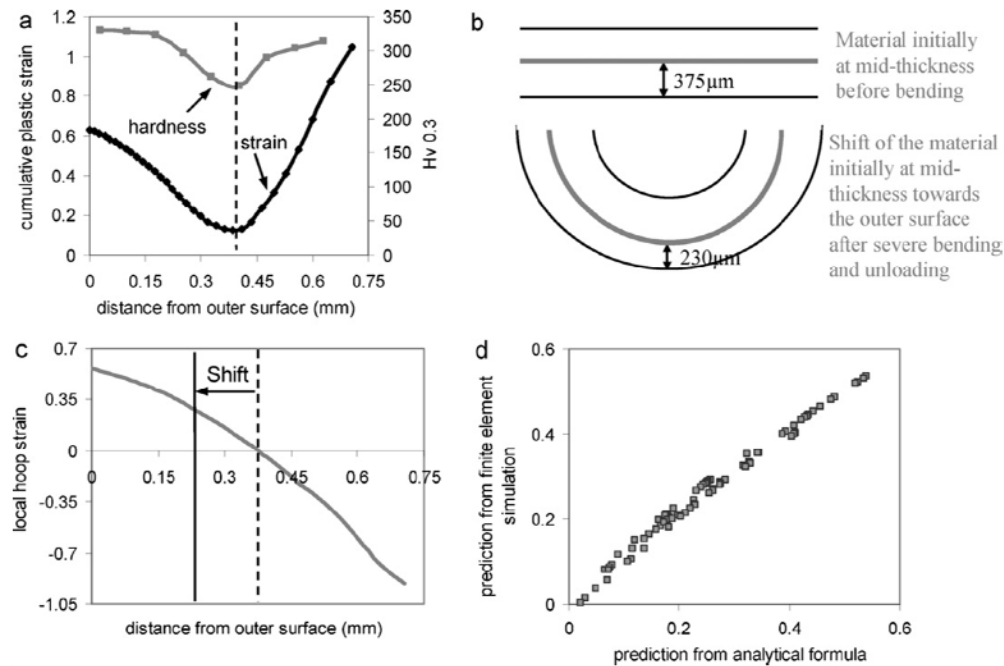 a
1.2
1
0.8
0.6
0.4
0.2
0
cumulative plastic strain
350
300
250
200
150
100
50
0
Hv 0.3
hardness
strain
0 0.15 0.3 0.45 0.6 0.75
distance from outer surface (mm)
b
375μm
Material initially
at mid-thickness
before bending
230μm
Shift of the material
initially at mid-
thickness towards
the outer surface
after severe bending
and unloading
c
0.7
0.35
0
-0.35
-0.7
-1.05
local hoop strain
Shift
0 0.15 0.3 0.45 0.6 0.75
distance from outer surface (mm)
d
0.6
0.4
0.2
0
prediction from finite element
simulation
0 0.2 0.4 0.6
prediction from analytical formula